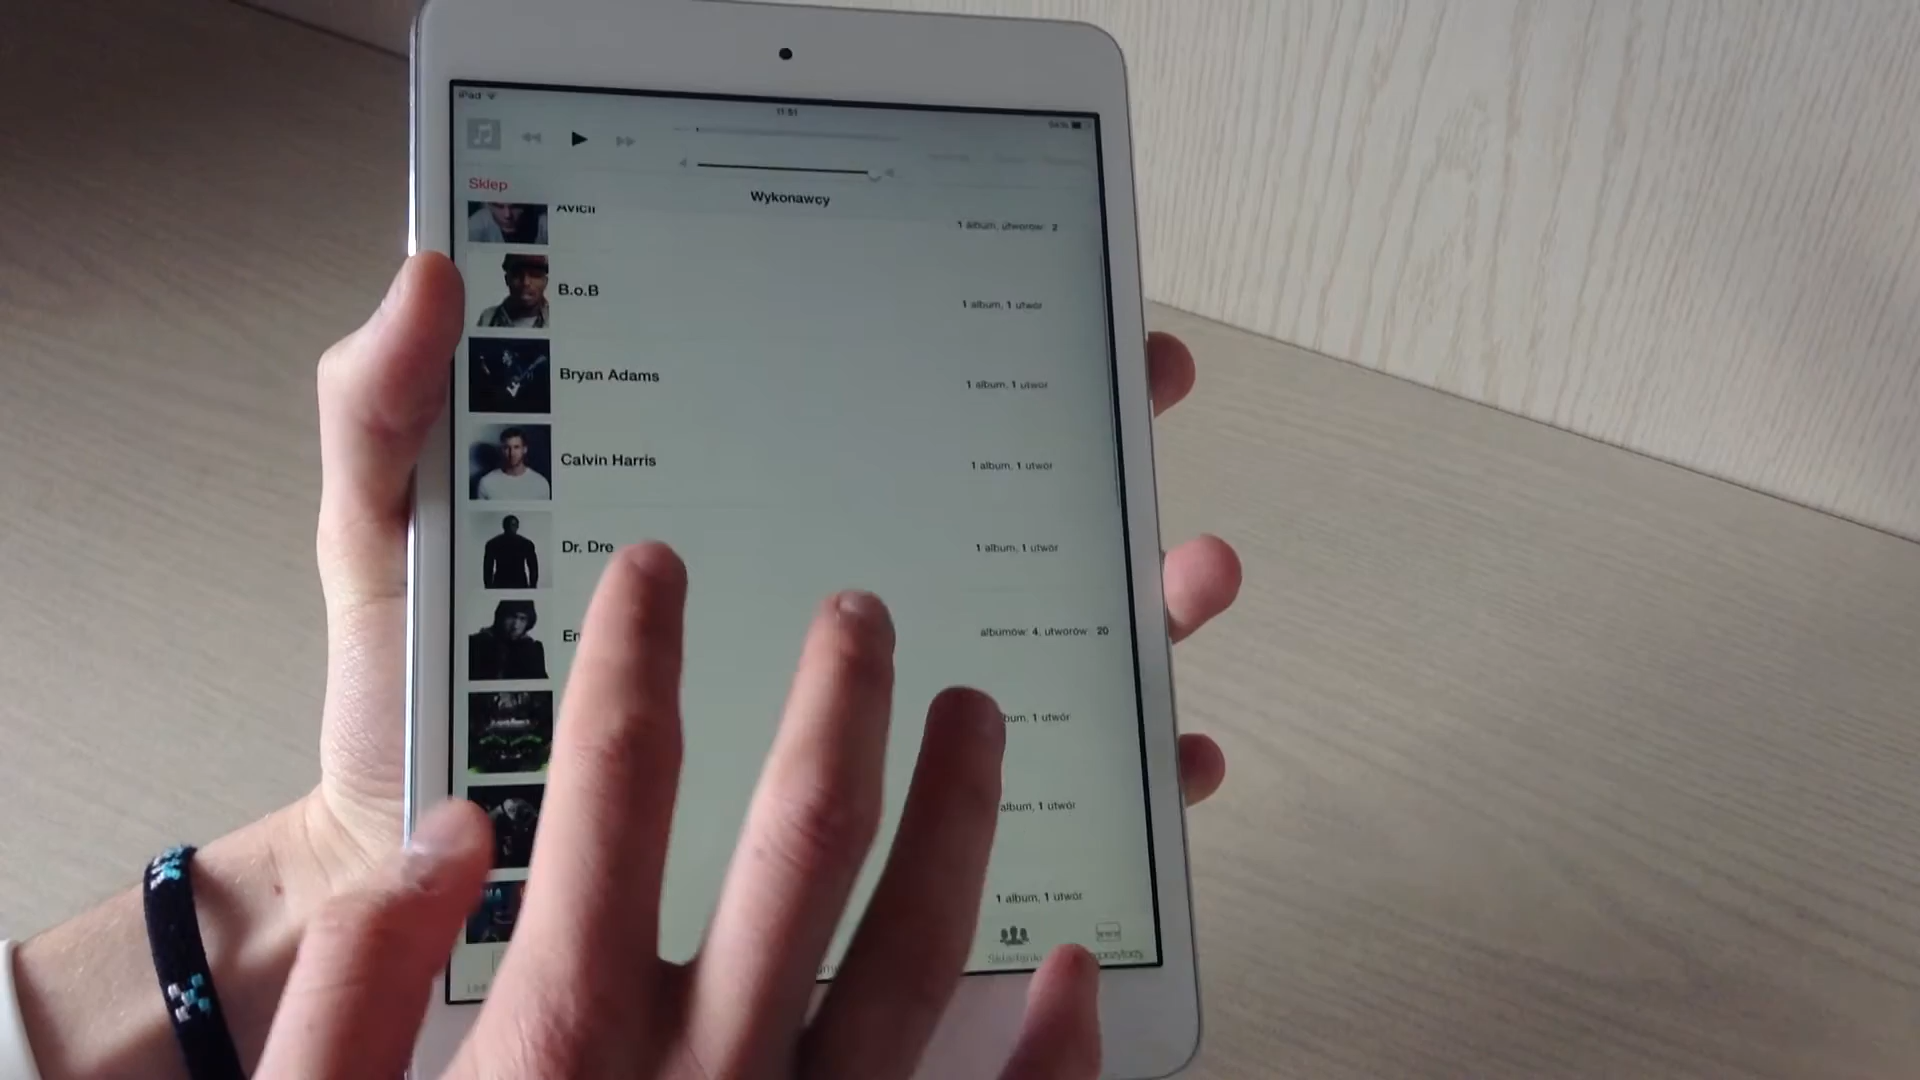 iPad
11:51
Sklep
Wykonawcy
Avicii
1 album, utworów: 2
B.o.B
1 album, 1 utwór
Bryan Adams
1 album, 1 utwór
Calvin Harris
1 album, 1 utwór
Dr. Dre
1 album, 1 utwór
Em
albumów: 4, utworów: 20
bum, 1 utwór
album, 1 utwór
1 album, 1 utwór